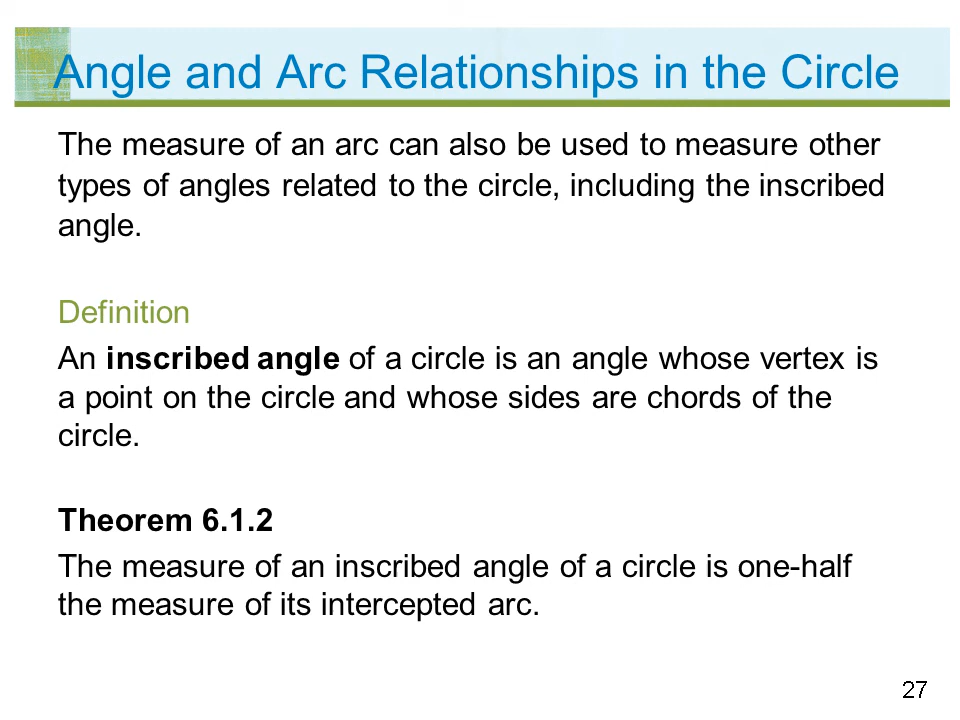 Angle and Arc Relationships in the Circle
The measure of an arc can also be used to measure other
types of angles related to the circle, including the inscribed
angle.
Definition
An inscribed angle of a circle is an angle whose vertex is
a point on the circle and whose sides are chords of the
circle.
Theorem 6.1.2
The measure of an inscribed angle of a circle is one-half
the measure of its intercepted arc.
27